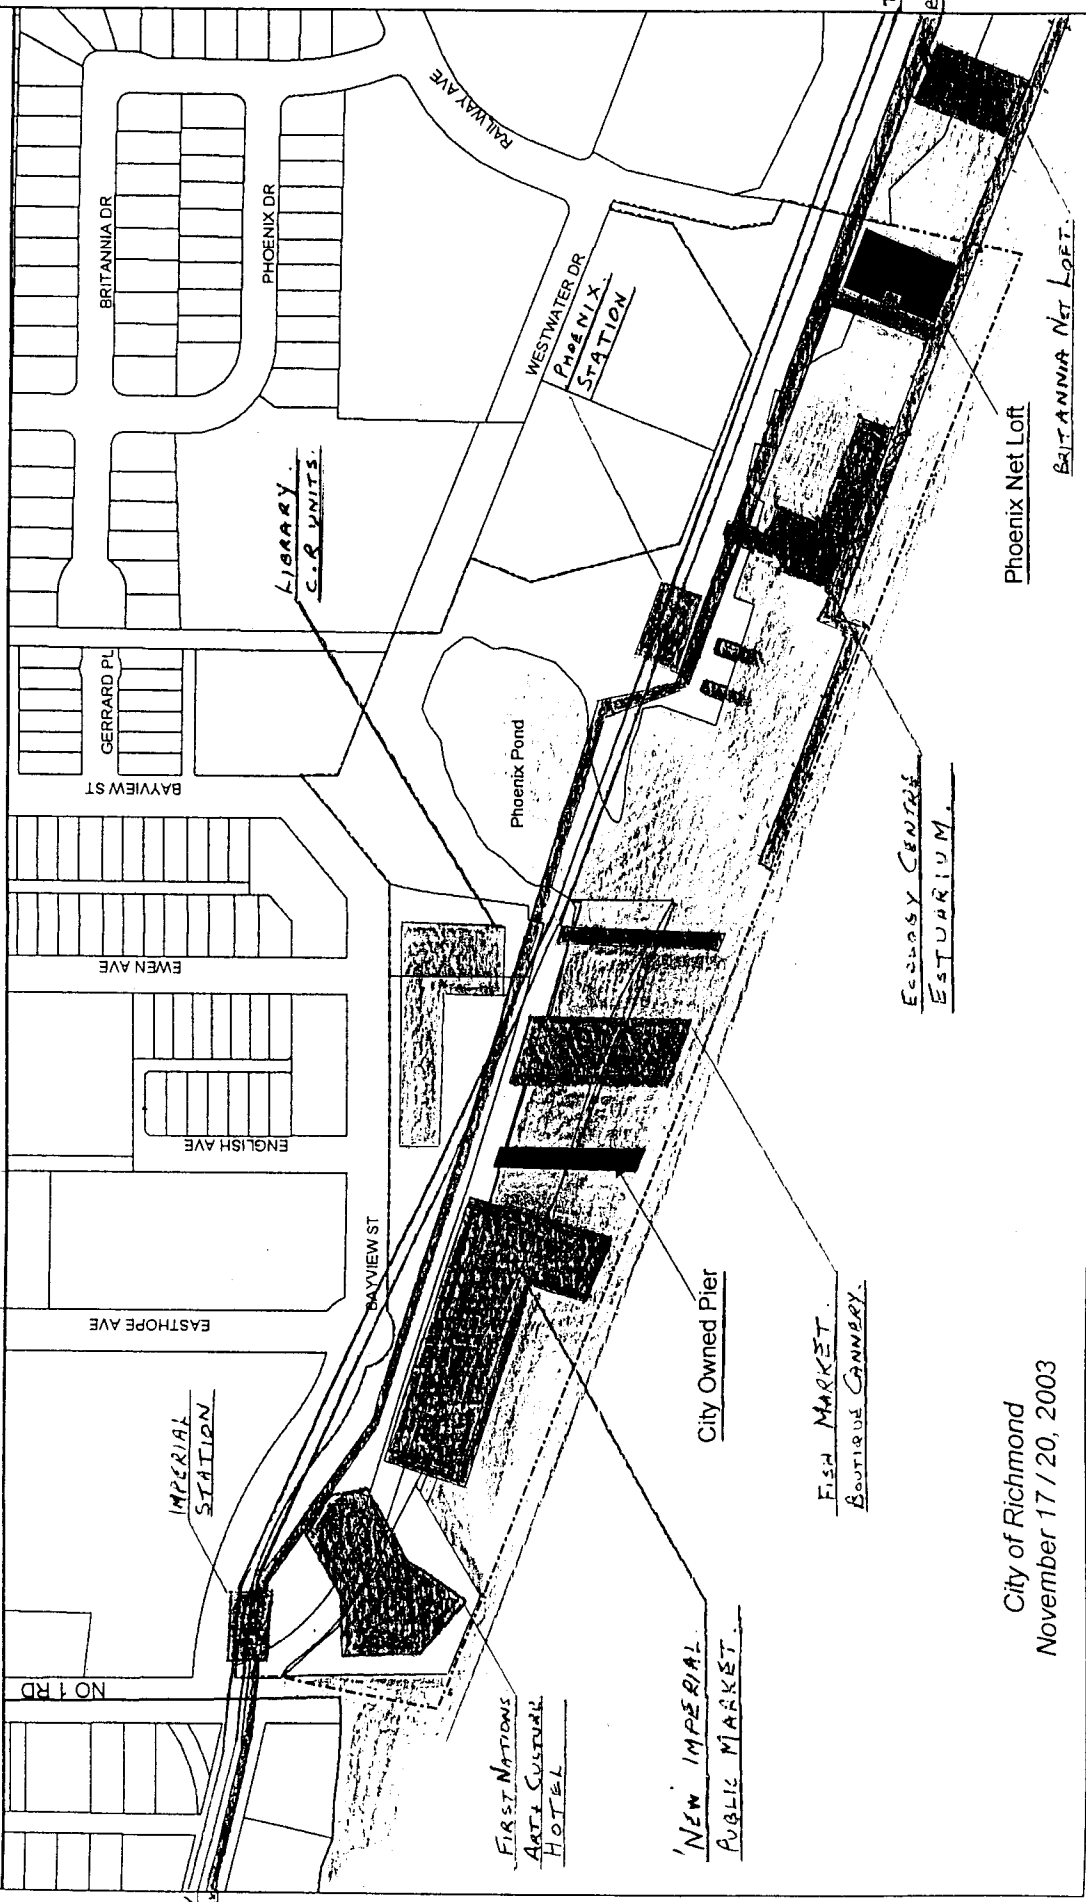 NO 1 RD
EASTHOPE AVE
ENGLISH AVE
EWEN AVE
BAYVIEW ST
GERRARD PL
BRITANNIA DR
PHOENIX DR
RAILWAY AVE
IMPERIAL
STATION
BAYVIEW ST
LIBRARY.
C.R UNITS.
WESTWATER DR
PHOENIX
STATION
Phoenix Pond
FIRST NATIONS
ART + CULTURE
HOTEL
'NEW' IMPERIAL
PUBLIC MARKET.
City Owned Pier
FISH MARKET
BOUTIQUE CANNERY.
ECOLOGY CENTRE
ESTUARIUM.
Phoenix Net Loft
BRITANNIA NET LOFT.
City of Richmond
November 17 / 20, 2003